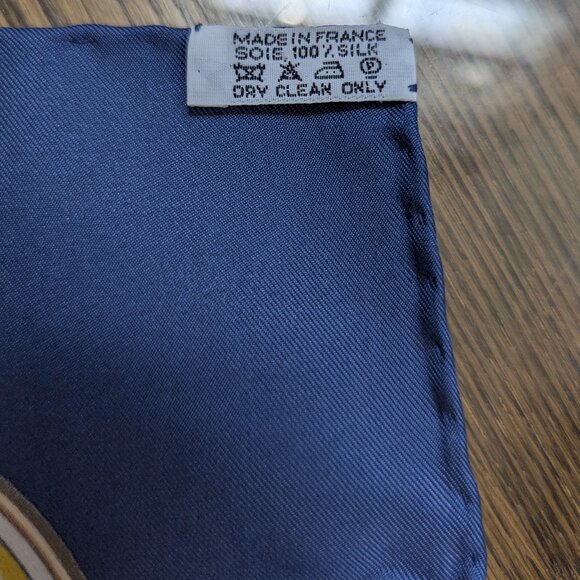 MADE IN FRANCE
SOIE 100% SILK
P
DRY CLEAN ONLY